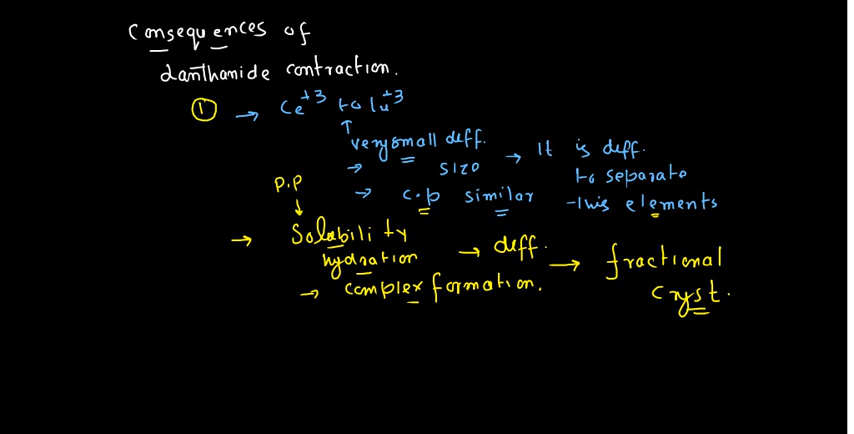 Consequences of
Lanthanide contraction.
① → Ce+3 to Lu+3
↑
very small diff.
→ size → It is diff.
to separate
→ c.p similar this elements
P.P
↓
→ Solability
hydration → diff. → fractional
→ complex formation. cryst.